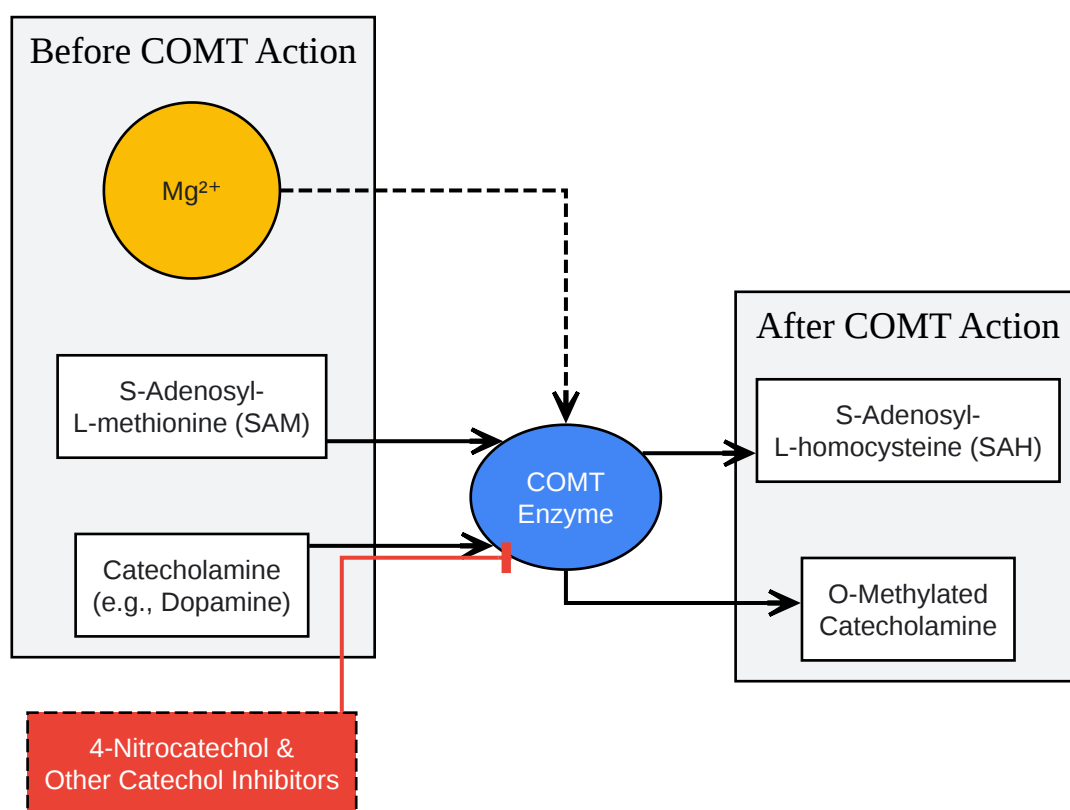 Before COMT Action
Mg²⁺
S-Adenosyl-
L-methionine (SAM)
Catecholamine
(e.g., Dopamine)
4-Nitrocatechol &
Other Catechol Inhibitors
COMT
Enzyme
After COMT Action
S-Adenosyl-
L-homocysteine (SAH)
O-Methylated
Catecholamine